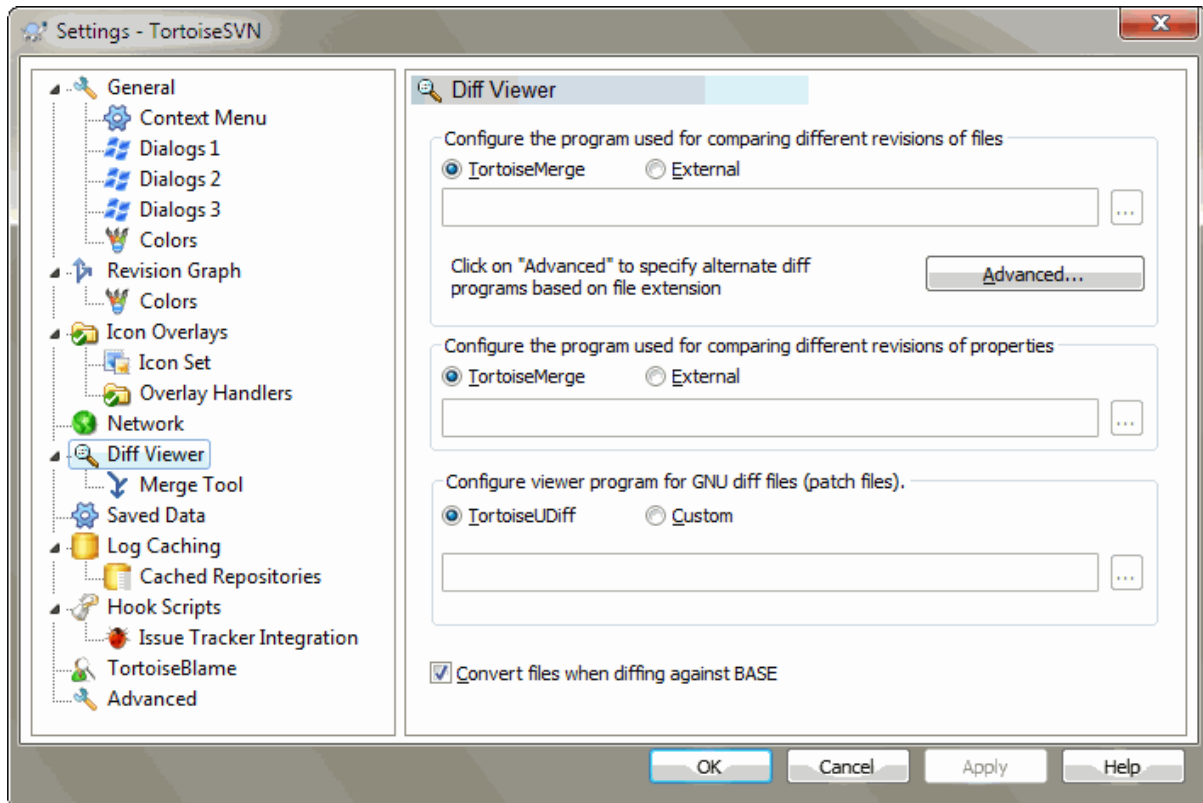 Settings - TortoiseSVN
X
General
Context Menu
Dialogs 1
Dialogs 2
Dialogs 3
Colors
Revision Graph
Colors
Icon Overlays
Icon Set
Overlay Handlers
Network
Diff Viewer
Merge Tool
Saved Data
Log Caching
Cached Repositories
Hook Scripts
Issue Tracker Integration
TortoiseBlame
Advanced
Diff Viewer
Configure the program used for comparing different revisions of files
TortoiseMerge External
...
Click on "Advanced" to specify alternate diff
programs based on file extension
Advanced...
Configure the program used for comparing different revisions of properties
TortoiseMerge External
...
Configure viewer program for GNU diff files (patch files).
TortoiseUDiff Custom
...
Convert files when diffing against BASE
OK Cancel Apply Help